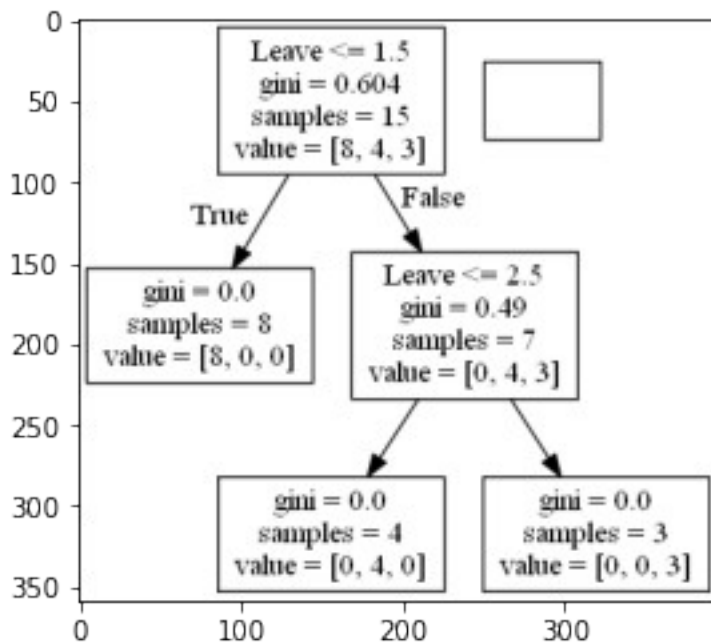 0
50
100
150
200
250
300
350
0
100
200
300
Leave <= 1.5
gini = 0.604
samples = 15
value = [8, 4, 3]
True
False
gini = 0.0
samples = 8
value = [8, 0, 0]
Leave <= 2.5
gini = 0.49
samples = 7
value = [0, 4, 3]
gini = 0.0
samples = 4
value = [0, 4, 0]
gini = 0.0
samples = 3
value = [0, 0, 3]